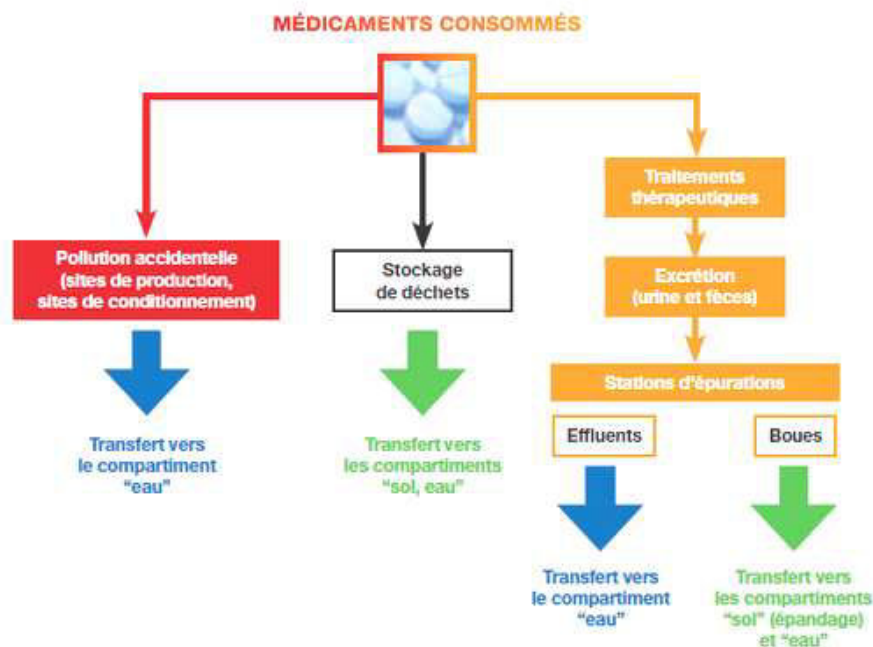 MÉDICAMENTS CONSOMMÉS
Pollution accidentelle
(sites de production,
sites de conditionnement)
Transfert vers
le compartiment
“eau”
Stockage
de déchets
Transfert vers
les compartiments
“sol, eau”
Traitements
thérapeutiques
Excrétion
(urine et fèces)
Stations d’épurations
Effluents
Transfert vers
le compartiment
“eau”
Boues
Transfert vers
les compartiments
“sol” (épandage)
et “eau”